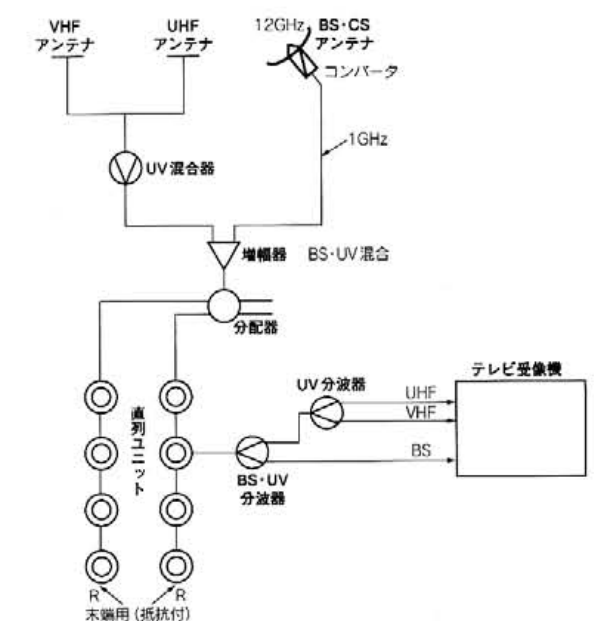 VHF
アンテナ
UHF
アンテナ
12GHz
BS・CS
アンテナ
コンバータ
1GHz
UV混合器
増幅器
BS・UV混合
分配器
テレビ受像機
UV分波器
UHF
VHF
BS
BS・UV
分波器
直列ユニット
R
R
末端用(抵抗付)